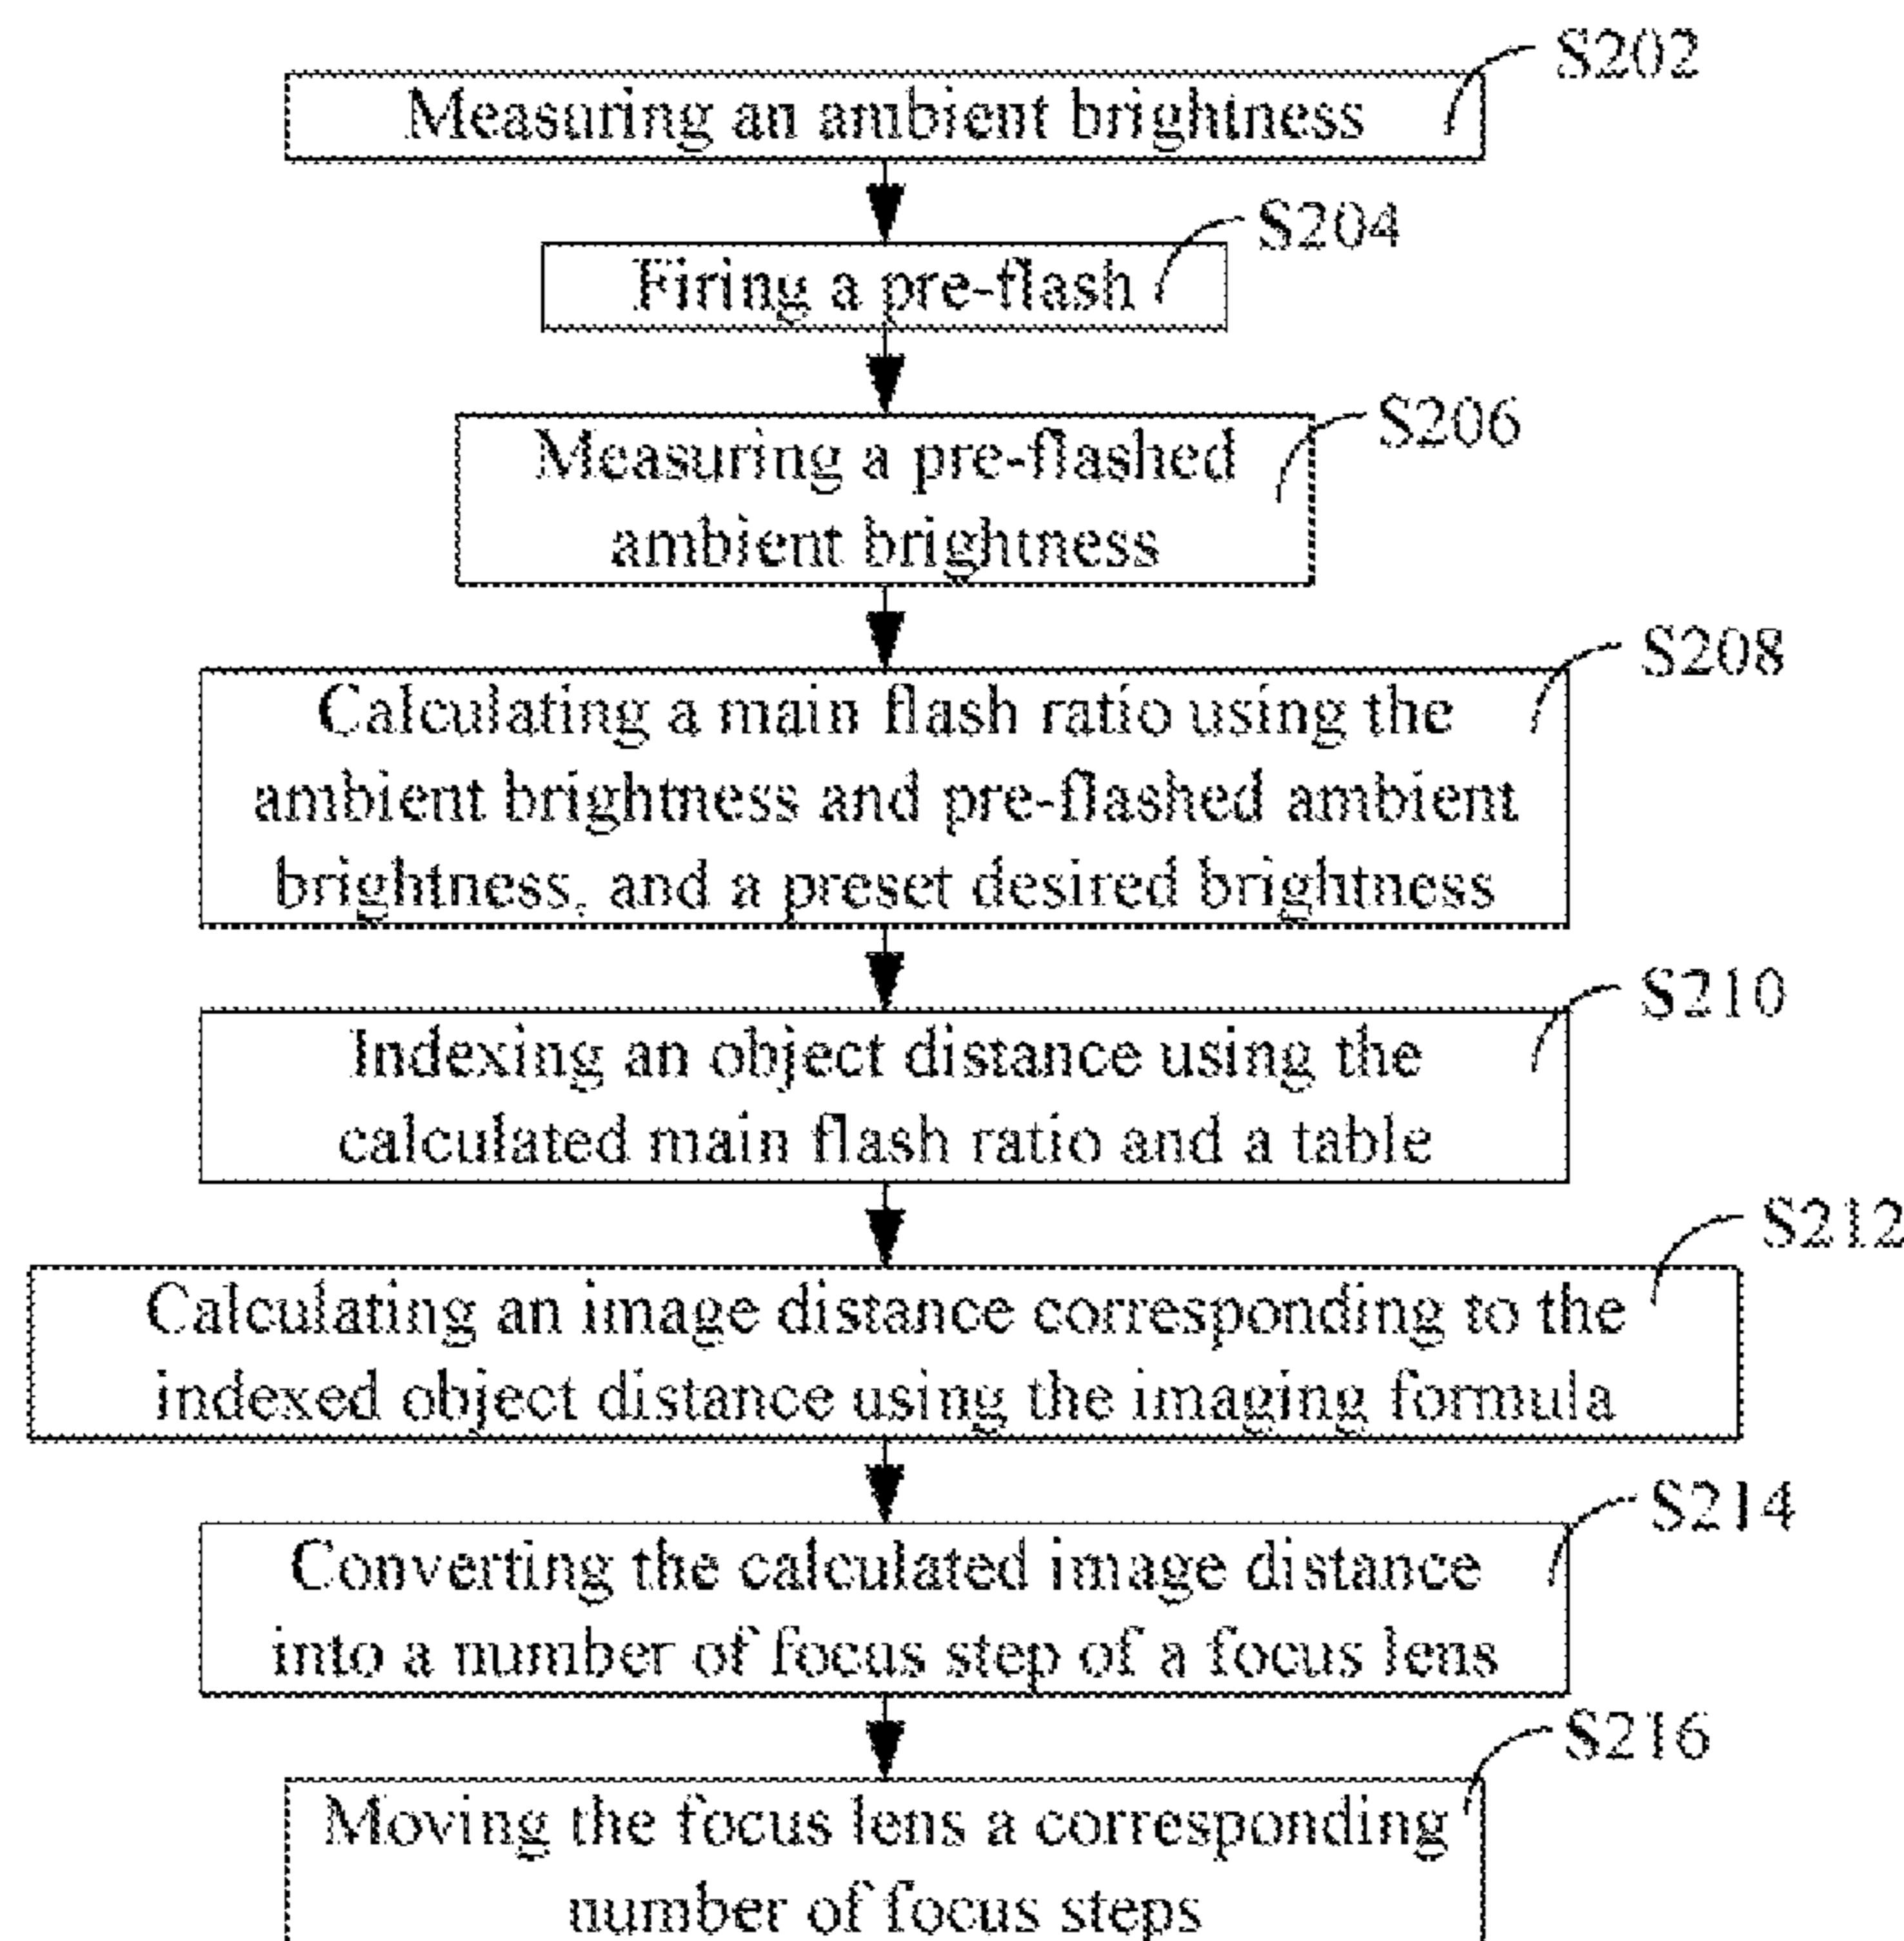 S202
Measuring an ambient brightness
S204
Firing a pre-flash
S206
Measuring a pre-flashed
ambient brightness
S208
Calculating a main flash ratio using the
ambient brightness and pre-flashed ambient
brightness, and a preset desired brightness
S210
Indexing an object distance using the
calculated main flash ratio and a table
S212
Calculating an image distance corresponding to the
indexed object distance using the imaging formula
S214
Converting the calculated image distance
into a number of focus step of a focus lens
S216
Moving the focus lens a corresponding
number of focus steps